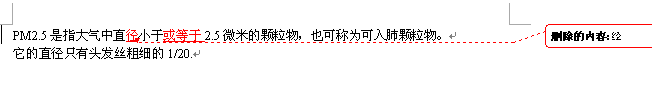 PM2.5 是指大气中直径小于或等于 2.5 微米的颗粒物，也可称为可入肺颗粒物。
它的直径只有头发丝粗细的 1/20.
删除的内容: 经